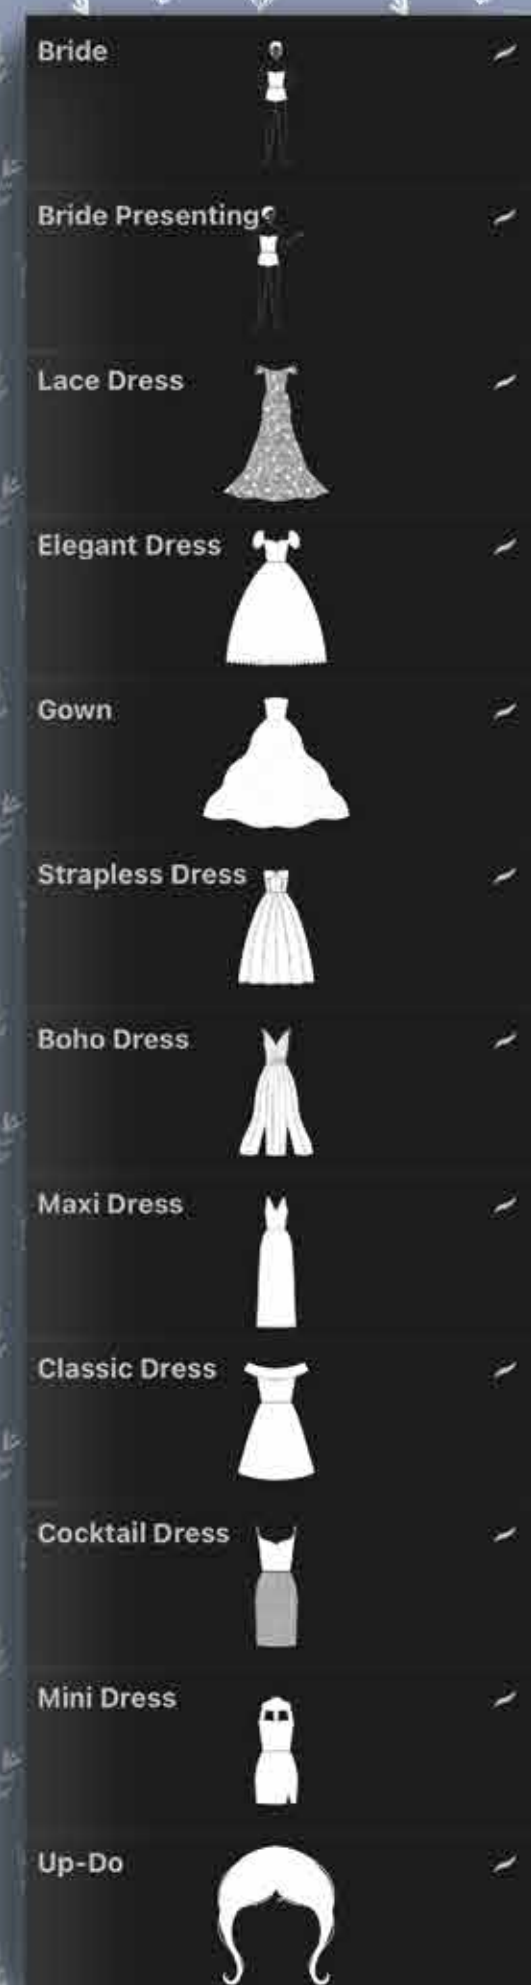 Bride
Bride Presenting
Lace Dress
Elegant Dress
Gown
Strapless Dress
Boho Dress
Maxi Dress
Classic Dress
Cocktail Dress
Mini Dress
Up-Do